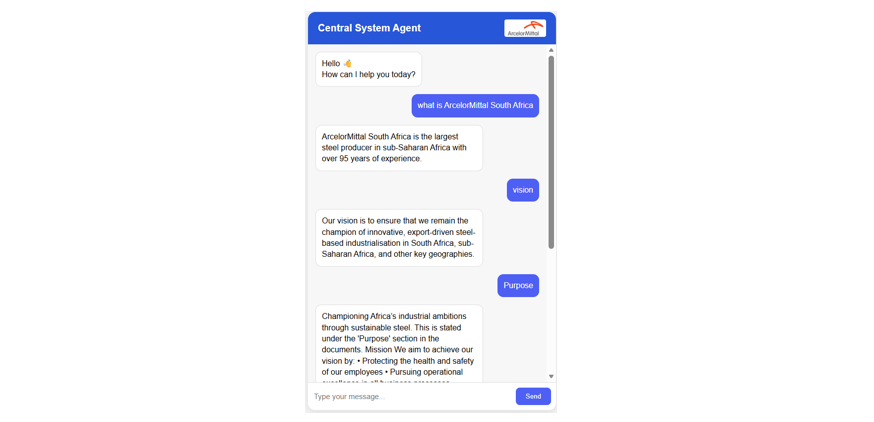 Central System Agent
ArcelorMittal
Hello 👋
How can I help you today?
what is ArcelorMittal South Africa
ArcelorMittal South Africa is the largest
steel producer in sub-Saharan Africa with
over 95 years of experience.
vision
Our vision is to ensure that we remain the
champion of innovative, export-driven steel-
based industrialisation in South Africa, sub-
Saharan Africa, and other key geographies.
Purpose
Championing Africa's industrial ambitions
through sustainable steel. This is stated
under the 'Purpose' section in the
documents. Mission We aim to achieve our
vision by: • Protecting the health and safety
of our employees • Pursuing operational
excellence in all business processes
Type your message...
Send